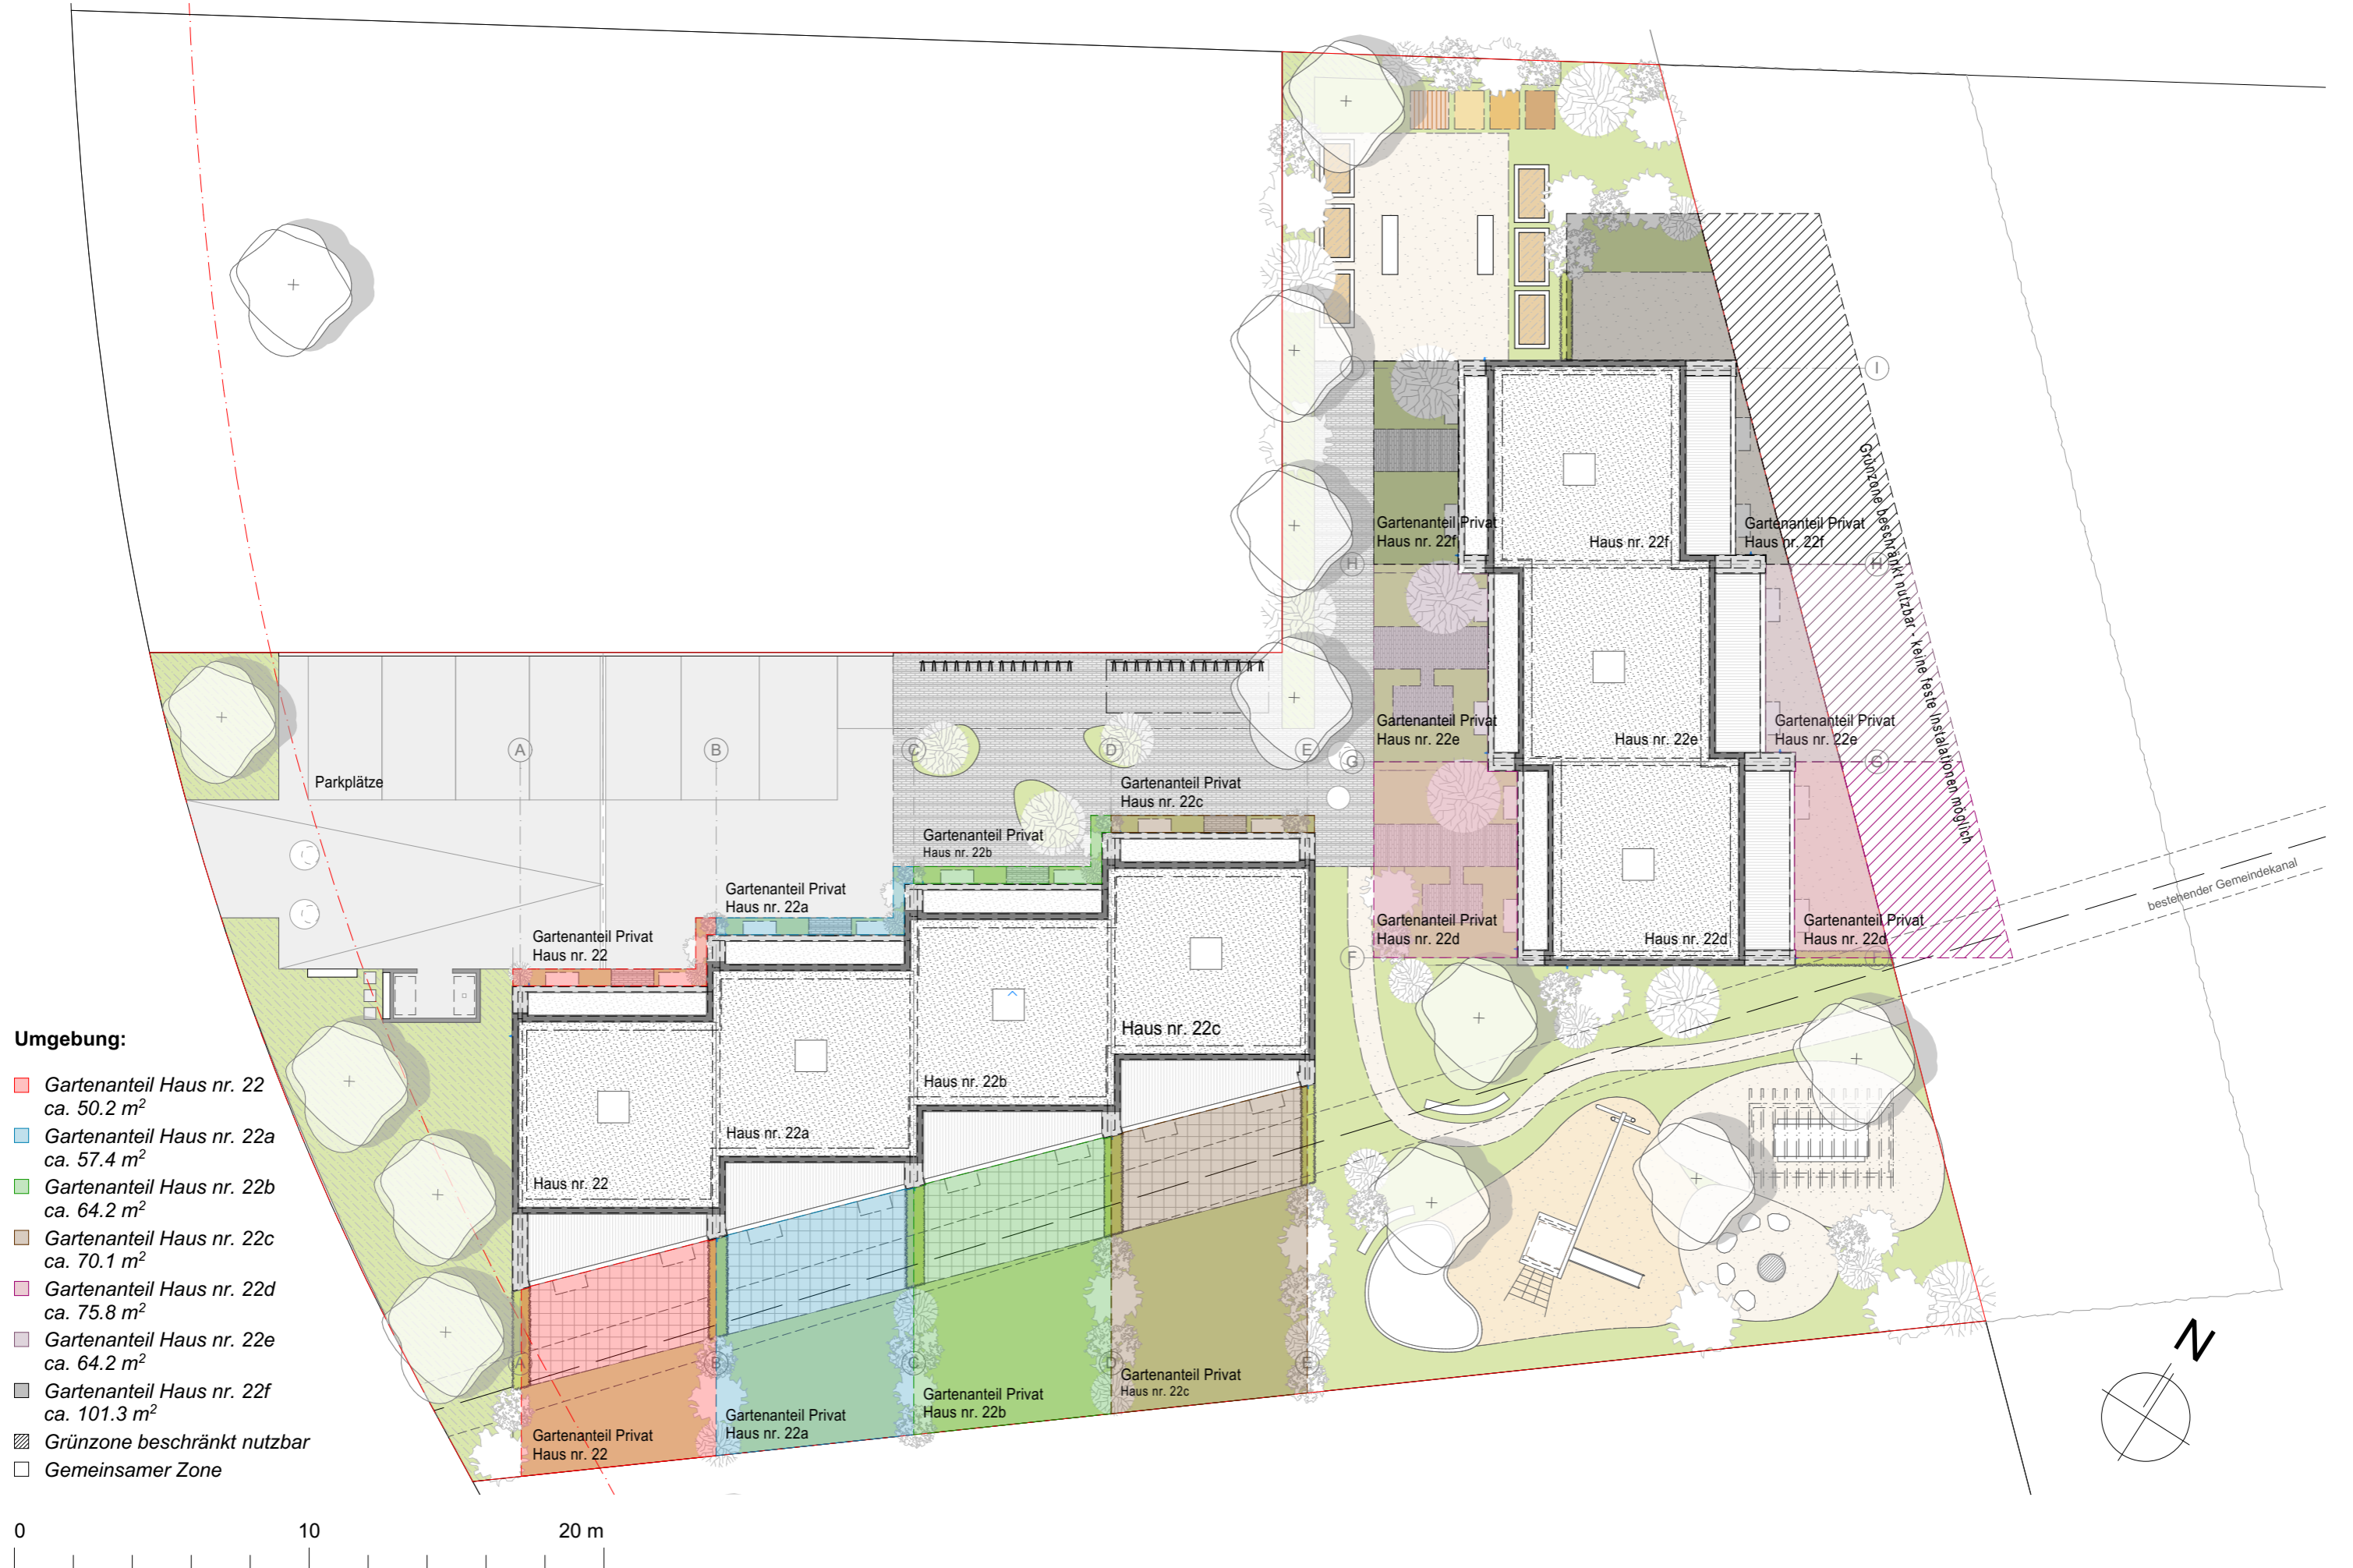 I
Gartenanteil Privat
Haus nr. 22f
Haus nr. 22f
Gartenanteil Privat
Haus nr. 22f
H
H
Grünzone beschränkt nutzbar - keine feste Instalationen möglich
Gartenanteil Privat
Haus nr. 22e
Haus nr. 22e
Gartenanteil Privat
Haus nr. 22e
A
B
C
D
E
G
G
Parkplätze
Gartenanteil Privat
Haus nr. 22c
Gartenanteil Privat
Haus nr. 22b
Gartenanteil Privat
Haus nr. 22a
Gartenanteil Privat
Haus nr. 22
Gartenanteil Privat
Haus nr. 22d
Haus nr. 22d
Gartenanteil Privat
Haus nr. 22d
F
bestehender Gemeindekanal
Haus nr. 22c
Haus nr. 22b
Haus nr. 22a
Haus nr. 22
A
B
C
D
E
Gartenanteil Privat
Haus nr. 22c
Gartenanteil Privat
Haus nr. 22b
Gartenanteil Privat
Haus nr. 22a
Gartenanteil Privat
Haus nr. 22
Umgebung:
Gartenanteil Haus nr. 22
ca. 50.2 m²
Gartenanteil Haus nr. 22a
ca. 57.4 m²
Gartenanteil Haus nr. 22b
ca. 64.2 m²
Gartenanteil Haus nr. 22c
ca. 70.1 m²
Gartenanteil Haus nr. 22d
ca. 75.8 m²
Gartenanteil Haus nr. 22e
ca. 64.2 m²
Gartenanteil Haus nr. 22f
ca. 101.3 m²
Grünzone beschränkt nutzbar
Gemeinsamer Zone
0 10 20 m
N